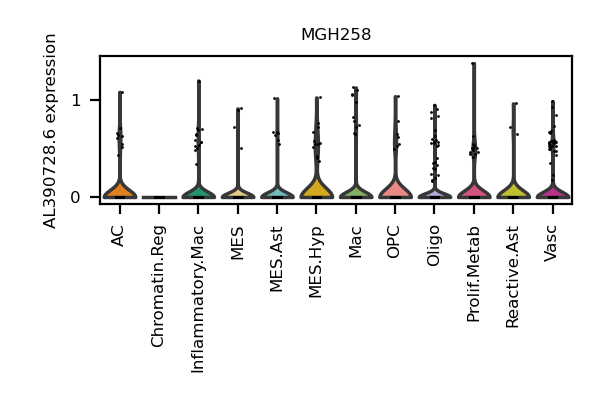 MGH258
AL390728.6 expression
1
0
AC
Chromatin.Reg
Inflammatory.Mac
MES
MES.Ast
MES.Hyp
Mac
OPC
Oligo
Prolif.Metab
Reactive.Ast
Vasc